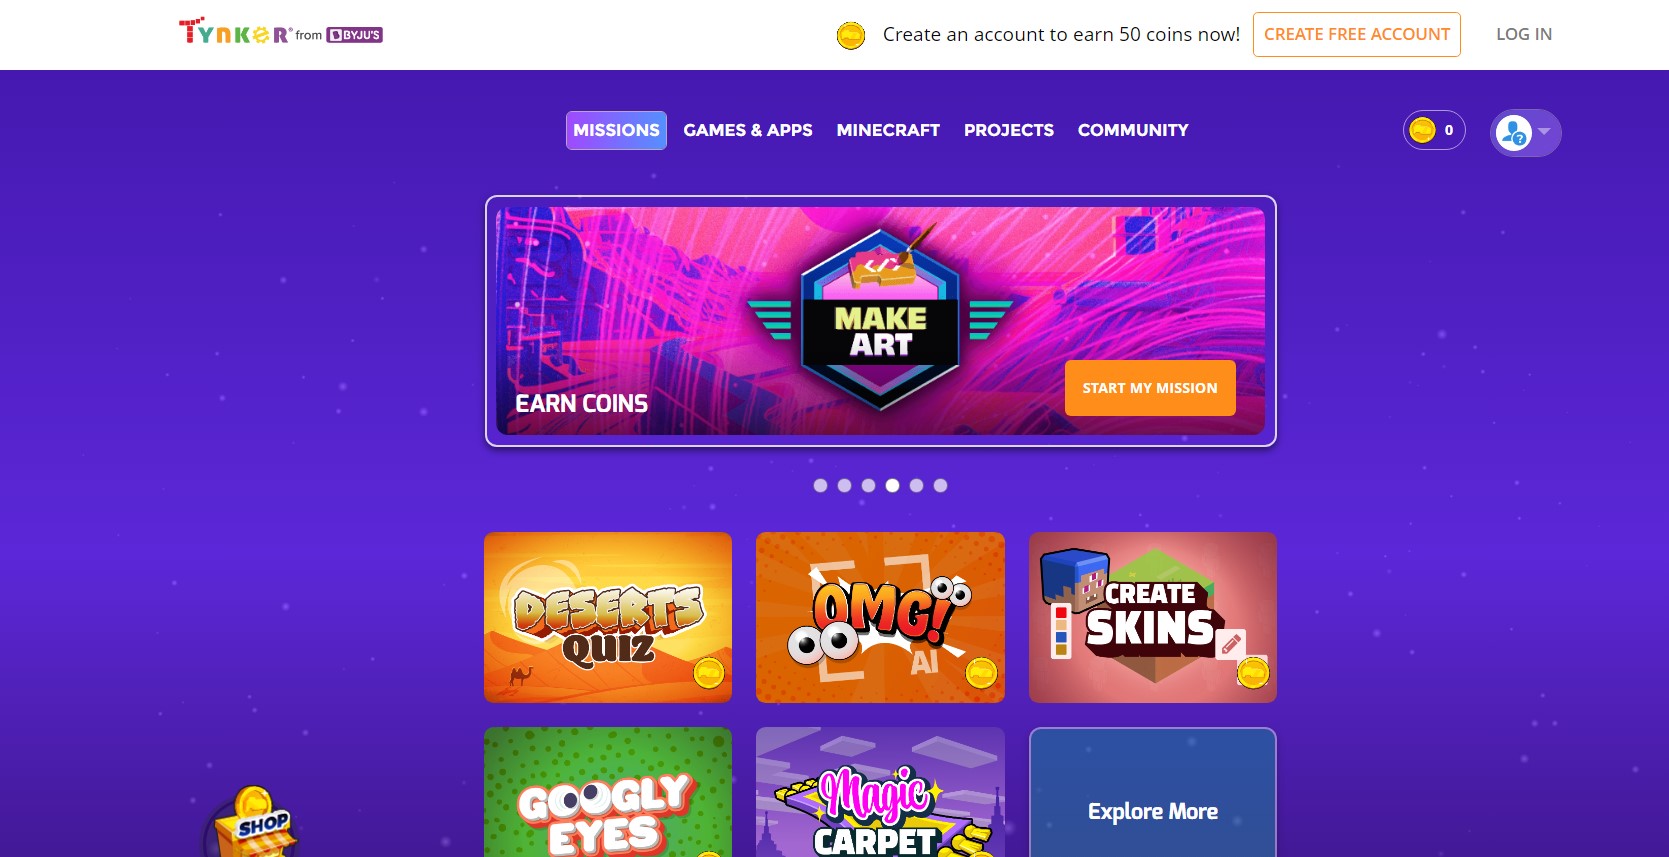 TYNKER® from BYJU'S
Create an account to earn 50 coins now!
CREATE FREE ACCOUNT
LOG IN
MISSIONS
GAMES & APPS
MINECRAFT
PROJECTS
COMMUNITY
0
MAKE
ART
EARN COINS
START MY MISSION
DESERTS
QUIZ
OMG!
AI
CREATE
SKINS
GOOGLY
EYES
Magic
CARPET
Explore More
SHOP